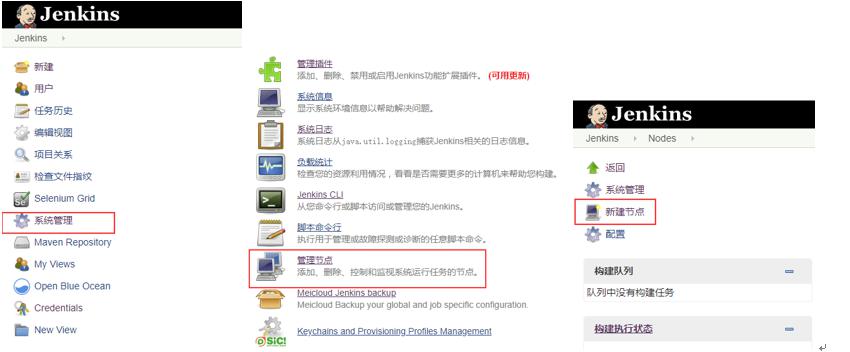 Jenkins
Jenkins
新建
用户
任务历史
编辑视图
项目关系
检查文件指纹
Selenium Grid
系统管理
Maven Repository
My Views
Open Blue Ocean
Credentials
New View
管理插件
添加、删除、禁用或启用Jenkins功能扩展插件。 (可用更新)
系统信息
显示系统环境信息以帮助解决问题。
系统日志
系统日志从java.util.logging捕获Jenkins相关的日志信息。
负载统计
检查您的资源利用情况，看看是否需要更多的计算机来帮助您构建。
Jenkins CLI
从您命令行或脚本访问或管理您的Jenkins。
脚本命令行
执行用于管理或故障探测或诊断的任意脚本命令。
管理节点
添加、删除、控制和监视系统运行任务的节点。
Meicloud Jenkins backup
Meicloud Backup your global and job specific configuration.
SiC!
Keychains and Provisioning Profiles Management
Jenkins
Jenkins Nodes
返回
系统管理
新建节点
配置
构建队列
队列中没有构建任务
构建执行状态